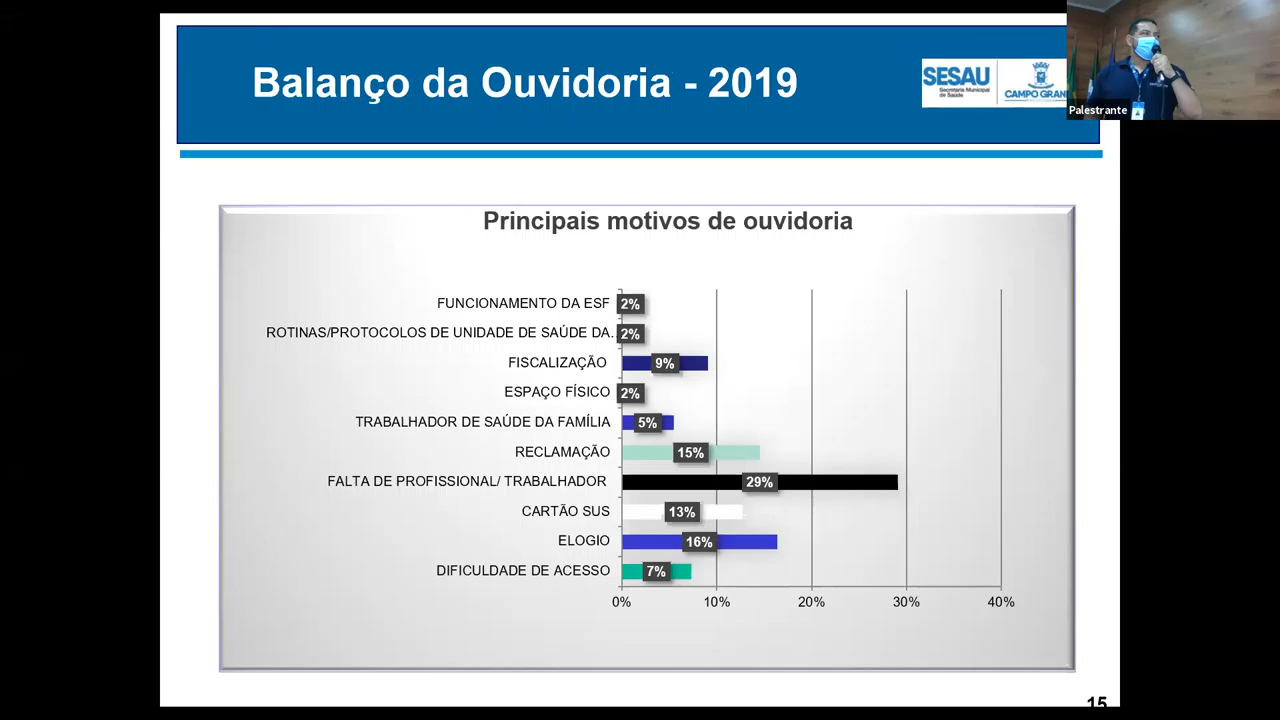 Balanço da Ouvidoria - 2019
SESAU
Secretaria Municipal
de Saúde
CAMPO GRAN
Palestrante
Principais motivos de ouvidoria
FUNCIONAMENTO DA ESF 2%
ROTINAS/PROTOCOLOS DE UNIDADE DE SAÚDE DA. 2%
FISCALIZAÇÃO 9%
ESPAÇO FÍSICO 2%
TRABALHADOR DE SAÚDE DA FAMÍLIA 5%
RECLAMAÇÃO 15%
FALTA DE PROFISSIONAL/ TRABALHADOR 29%
CARTÃO SUS 13%
ELOGIO 16%
DIFICULDADE DE ACESSO 7%
0% 10% 20% 30% 40%
15